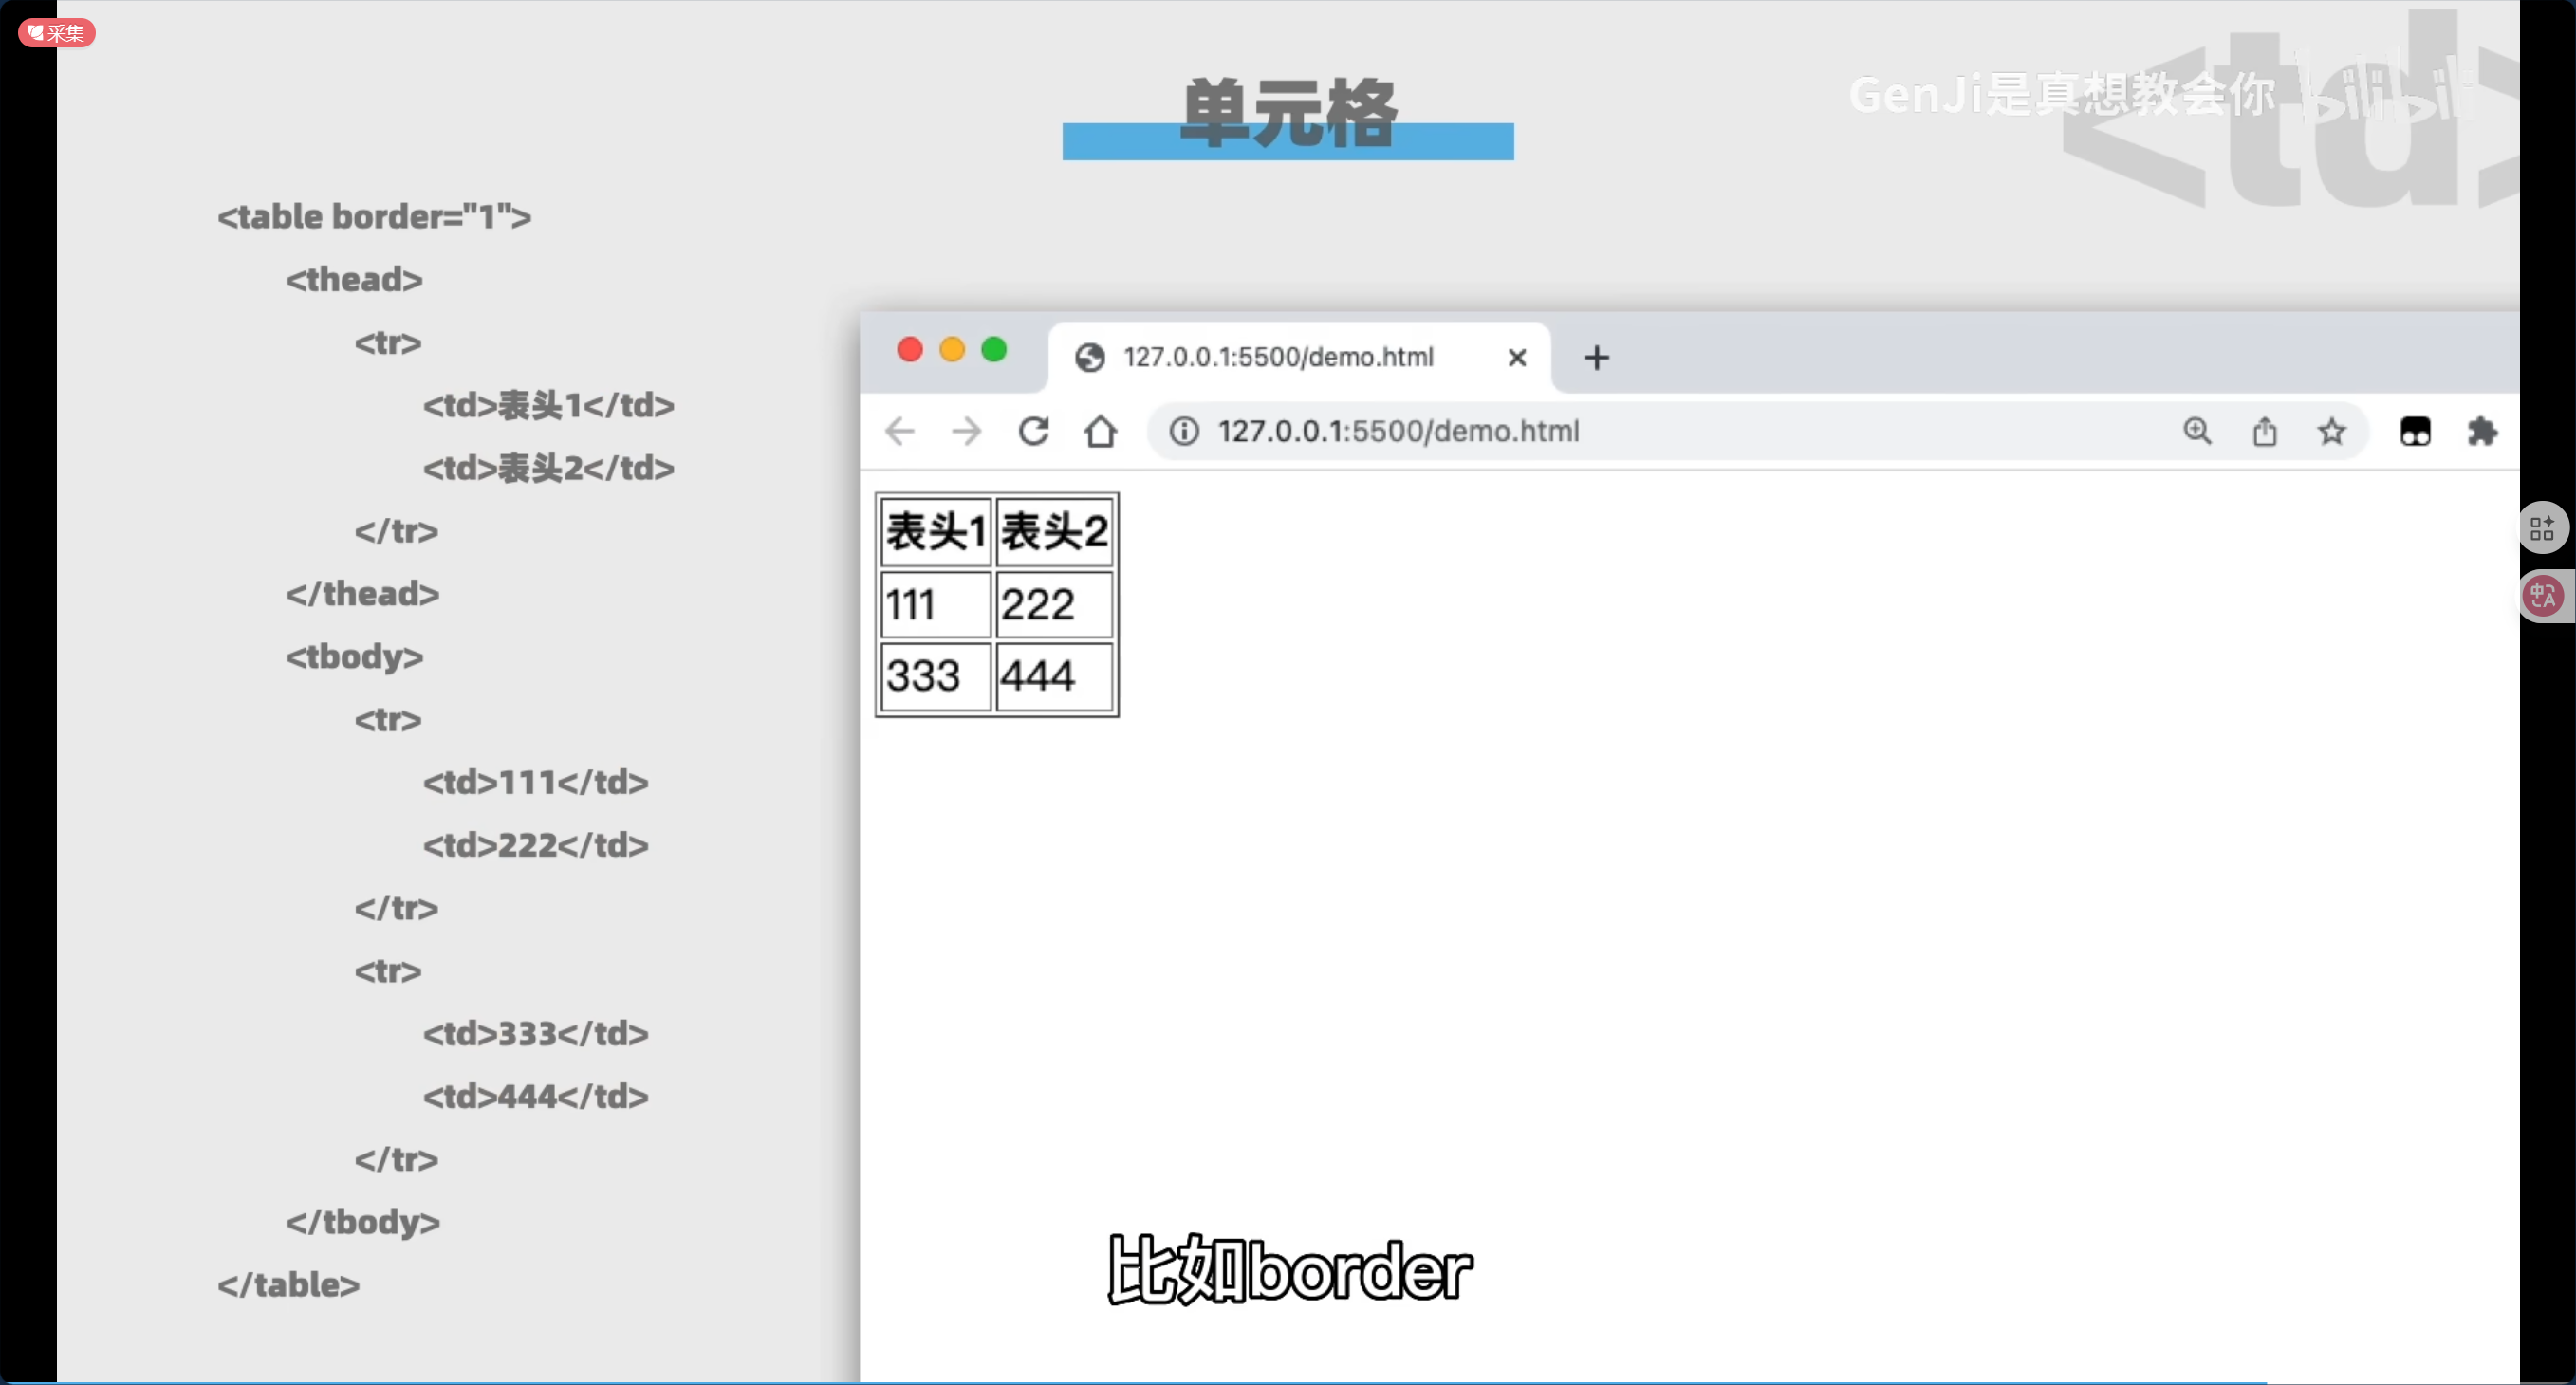 采集
单元格
GenJi是真想教会你 bilibili
<td>
<table border="1">
<thead>
<tr>
<td>表头1</td>
<td>表头2</td>
</tr>
</thead>
<tbody>
<tr>
<td>111</td>
<td>222</td>
</tr>
<tr>
<td>333</td>
<td>444</td>
</tr>
</tbody>
</table>
127.0.0.1:5500/demo.html
127.0.0.1:5500/demo.html
表头1 表头2
111 222
333 444
中A
比如border